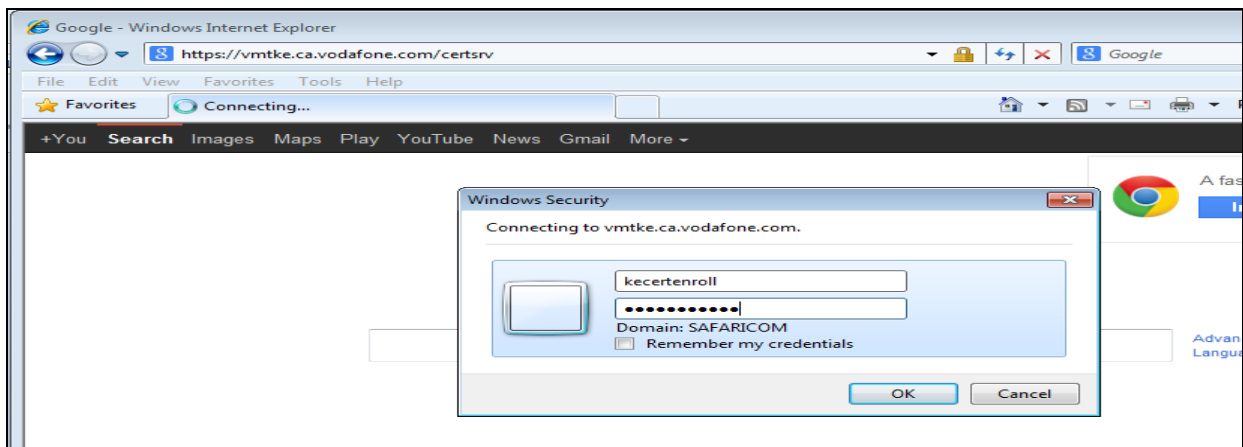 Google - Windows Internet Explorer
https://vmtke.ca.vodafone.com/certsrv
Google
File Edit View Favorites Tools Help
Favorites
Connecting...
+You Search Images Maps Play YouTube News Gmail More
A fas
Windows Security
Connecting to vmtke.ca.vodafone.com.
kecertenroll
Domain: SAFARICOM
Remember my credentials
Advan
Langua
OK Cancel